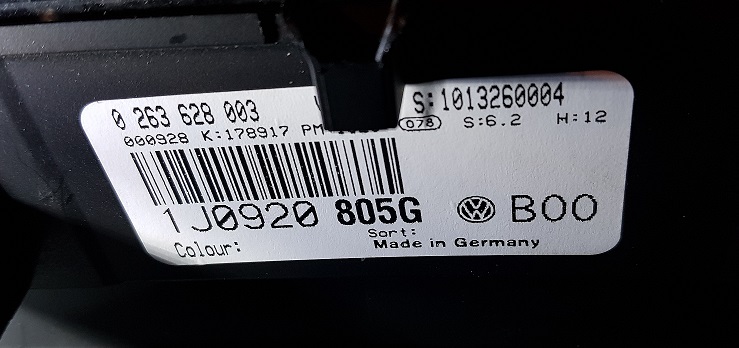 0 263 628 003 S:1013260004
000928 K:178917 078 S:6.2 H:12
1J0920 805G B00
Colour: Sort:
Made in Germany